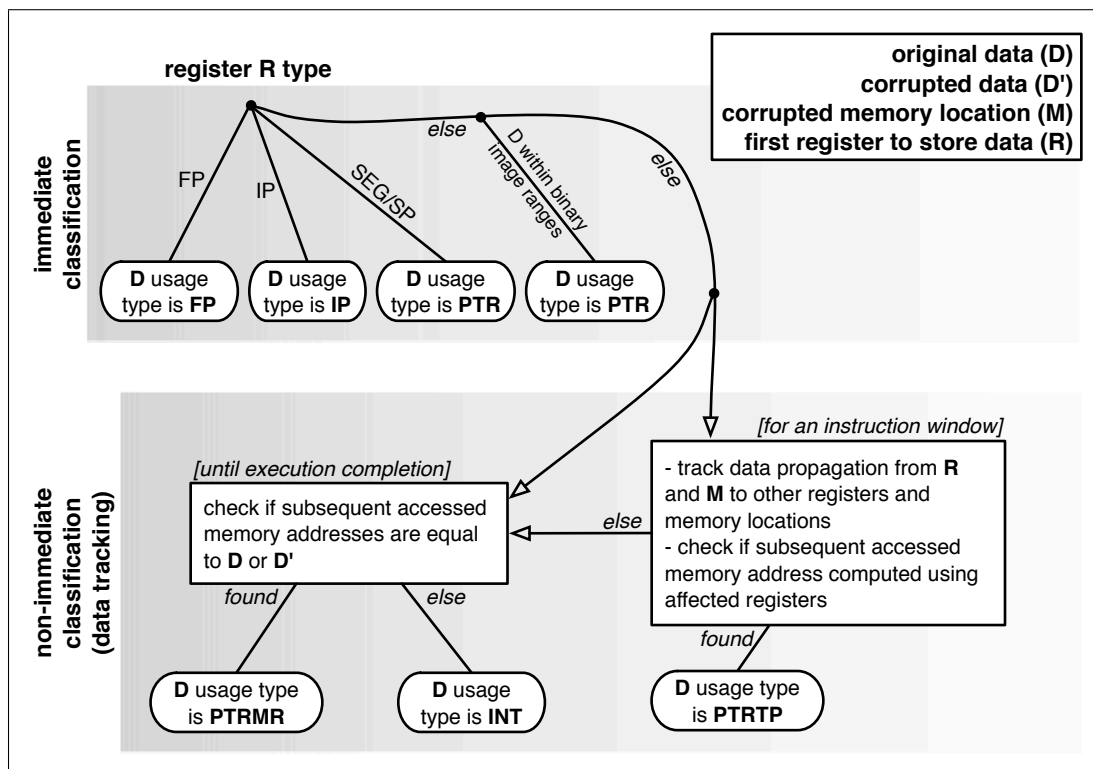 original data (D)
corrupted data (D')
corrupted memory location (M)
first register to store data (R)
register R type
immediate
classification
else
else
FP
IP
SEG/SP
D within binary
image ranges
D usage
type is FP
D usage
type is IP
D usage
type is PTR
D usage
type is PTR
non-immediate
classification
(data tracking)
[for an instruction window]
- track data propagation from R
and M to other registers and
memory locations
- check if subsequent accessed
memory address computed using
affected registers
[until execution completion]
check if subsequent accessed
memory addresses are equal
to D or D'
else
found
else
found
D usage type
is PTRMR
D usage
type is INT
D usage type
is PTRTP